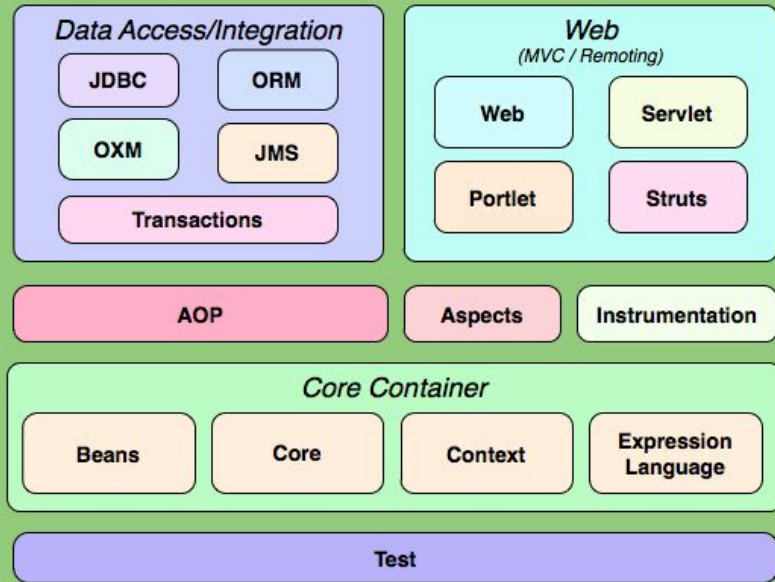 Data Access/Integration
JDBC
ORM
OXM
JMS
Transactions
Web
(MVC / Remoting)
Web
Servlet
Portlet
Struts
AOP
Aspects
Instrumentation
Core Container
Beans
Core
Context
Expression
Language
Test